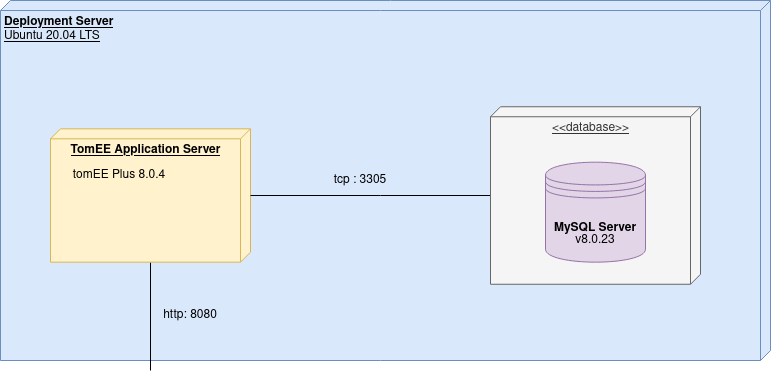 Deployment Server
Ubuntu 20.04 LTS
TomEE Application Server
tomEE Plus 8.0.4
tcp : 3305
<<database>>
MySQL Server
v8.0.23
http: 8080